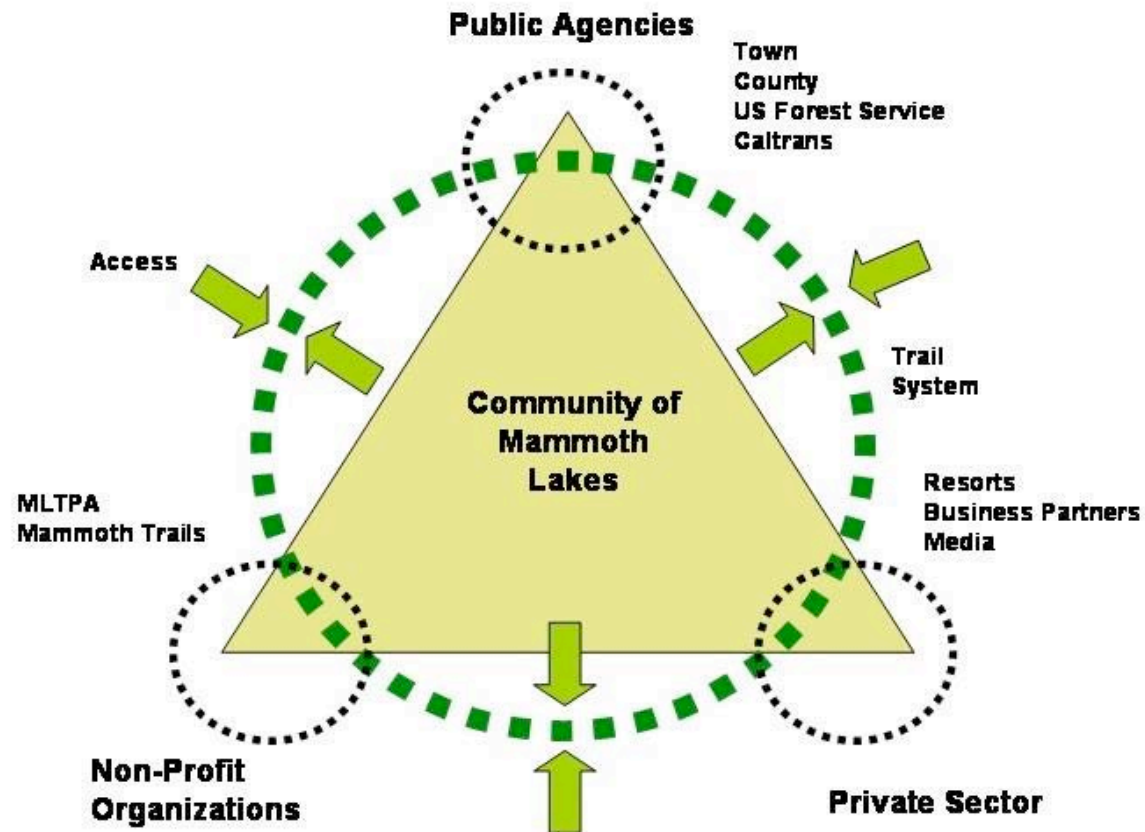 Public Agencies
Town
County
US Forest Service
Caltrans
Access
Trail
System
Community of
Mammoth
Lakes
MLTPA
Mammoth Trails
Resorts
Business Partners
Media
Non-Profit
Organizations
Private Sector